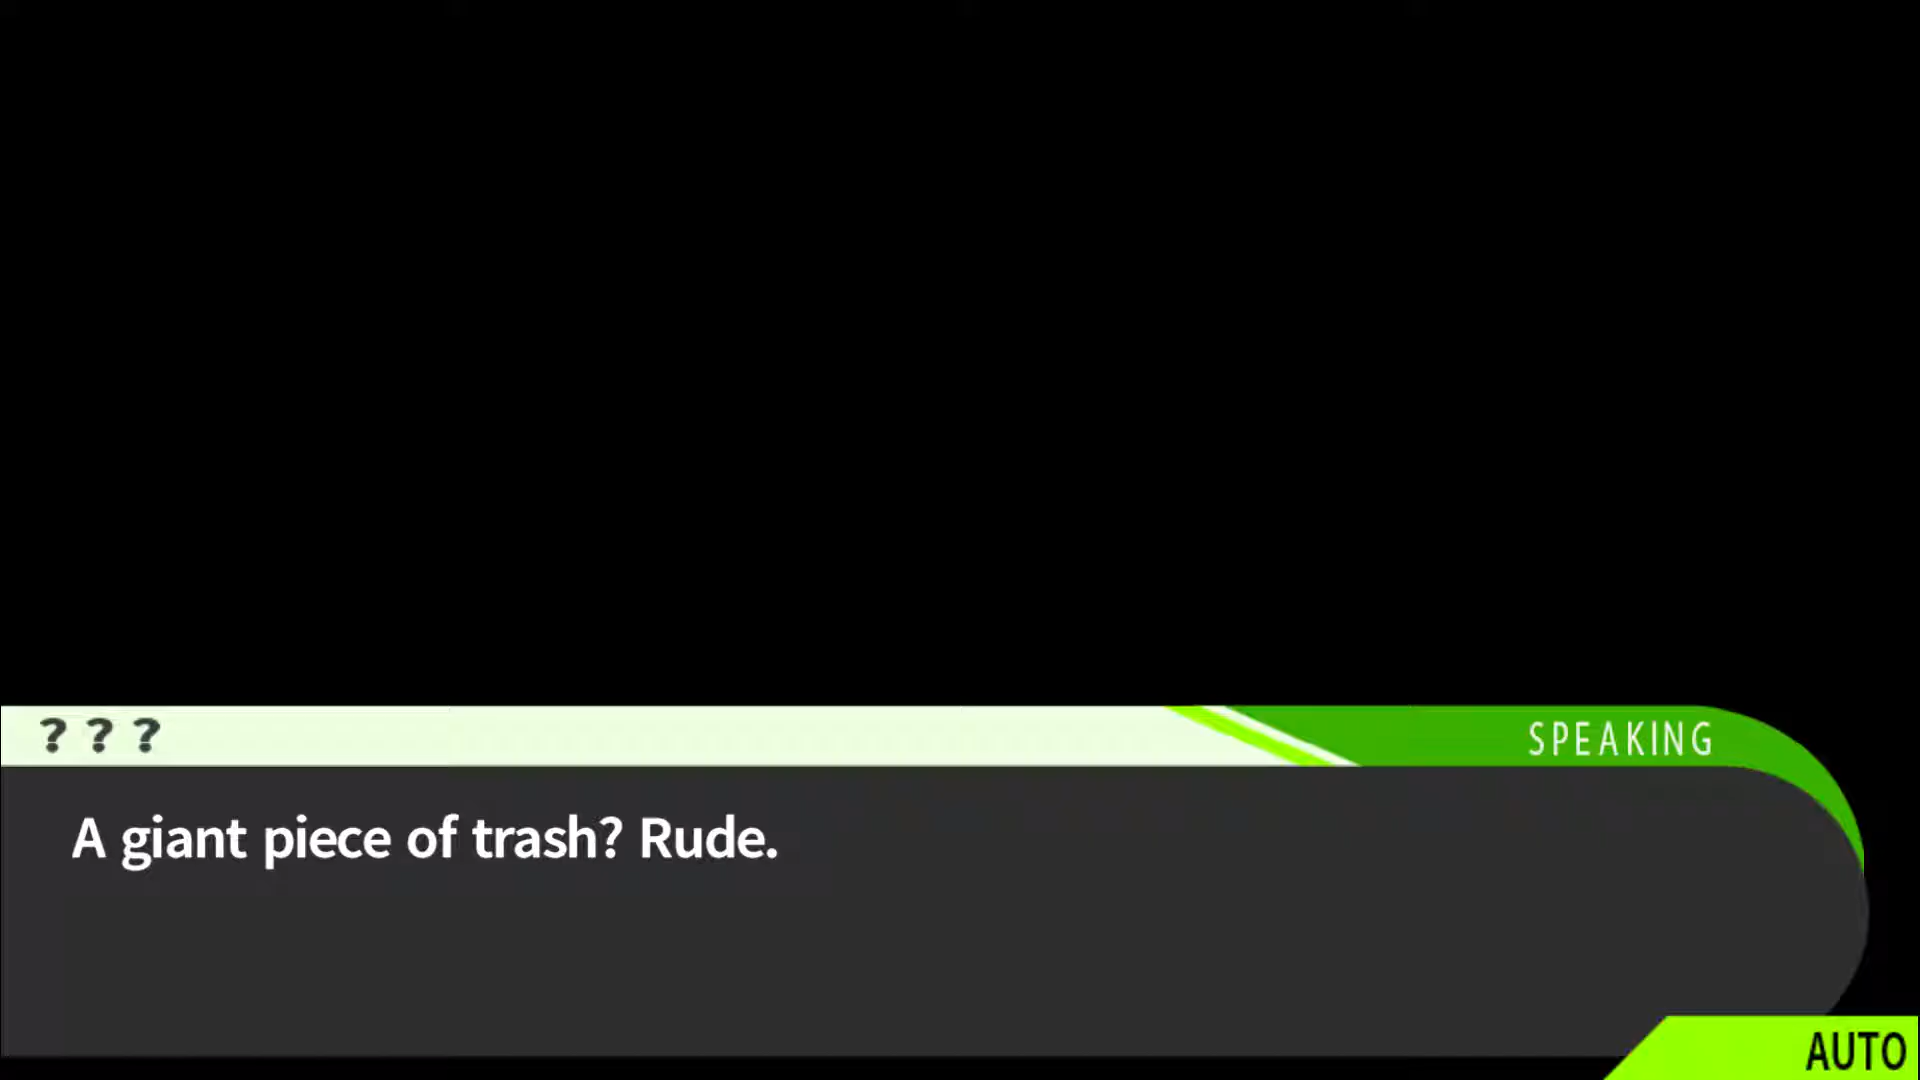 ? ? ?
SPEAKING
A giant piece of trash? Rude.
AUTO